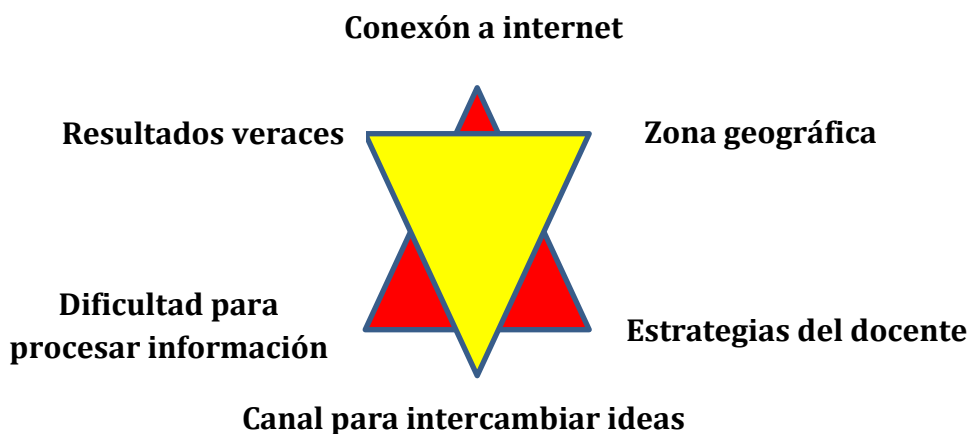 Conexón a internet
Resultados veraces
Zona geográfica
Dificultad para
procesar información
Estrategias del docente
Canal para intercambiar ideas